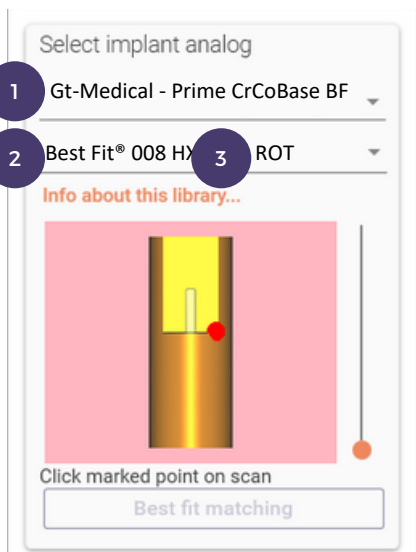 Select implant analog
1 Gt-Medical - Prime CrCoBase BF
2 Best Fit® 008 HX 3 ROT
Info about this library...
Click marked point on scan
Best fit matching